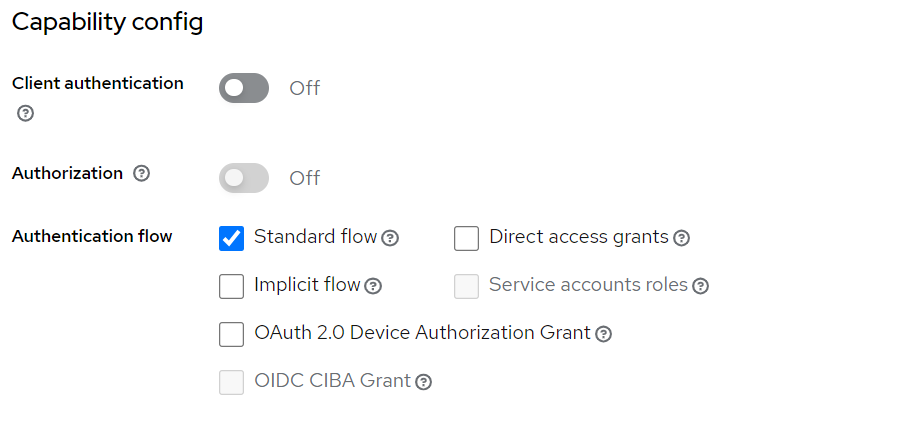 Capability config
Client authentication Off
Authorization Off
Authentication flow Standard flow Direct access grants
Implicit flow Service accounts roles
OAuth 2.0 Device Authorization Grant
OIDC CIBA Grant